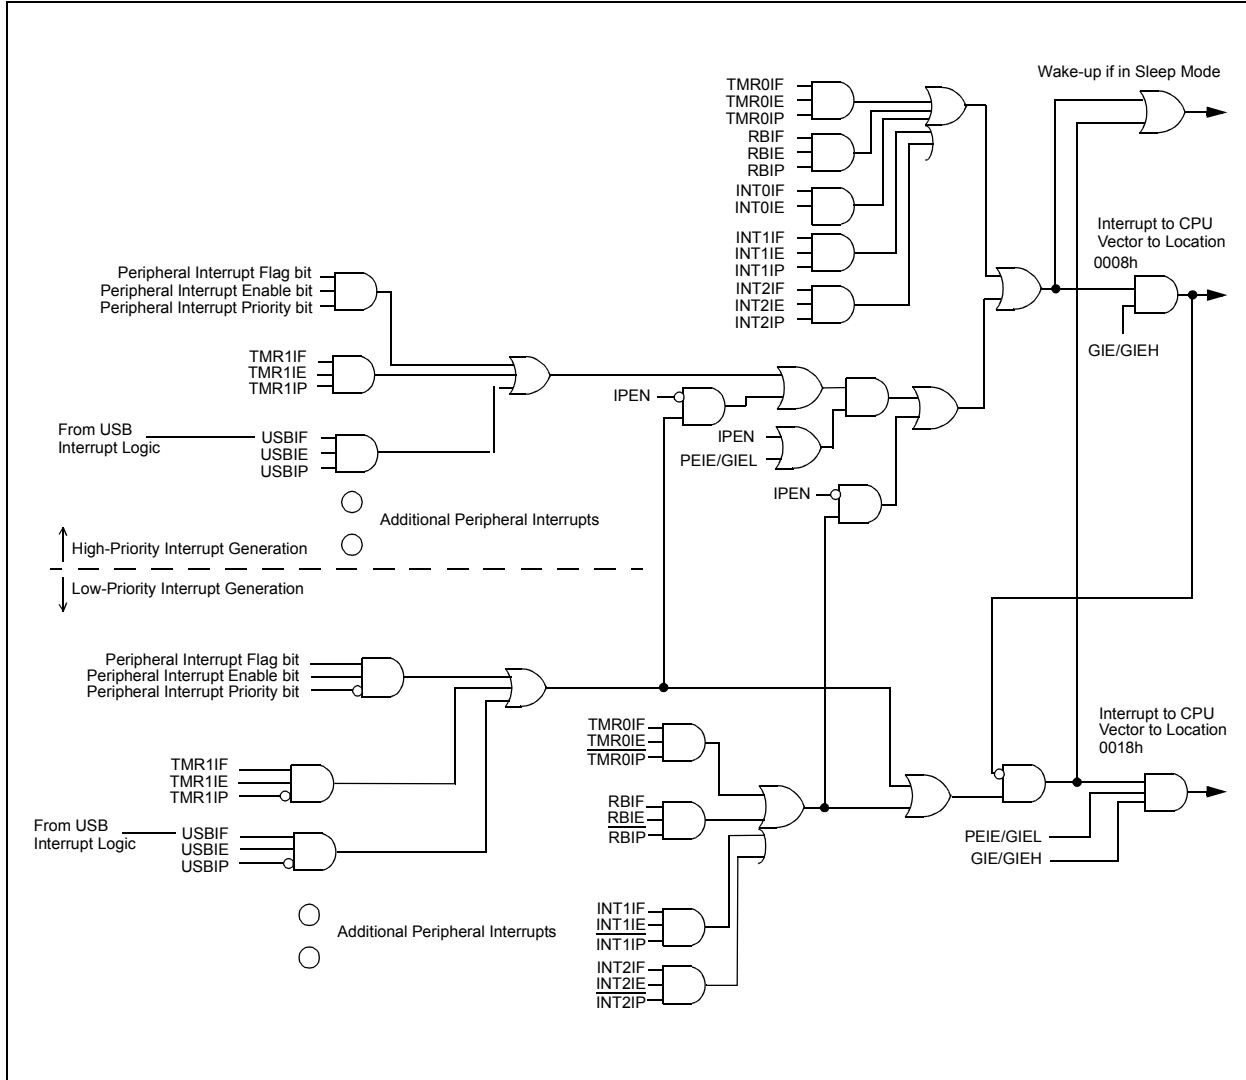 Wake-up if in Sleep Mode
TMR0IF
TMR0IE
TMR0IP
RBIF
RBIE
RBIP
INT0IF
INT0IE
INT1IF
INT1IE
INT1IP
INT2IF
INT2IE
INT2IP
Interrupt to CPU
Vector to Location
0008h
GIE/GIEH
Peripheral Interrupt Flag bit
Peripheral Interrupt Enable bit
Peripheral Interrupt Priority bit
TMR1IF
TMR1IE
TMR1IP
From USB
Interrupt Logic
USBIF
USBIE
USBIP
IPEN
IPEN
PEIE/GIEL
IPEN
Additional Peripheral Interrupts
High-Priority Interrupt Generation
Low-Priority Interrupt Generation
Peripheral Interrupt Flag bit
Peripheral Interrupt Enable bit
Peripheral Interrupt Priority bit
TMR1IF
TMR1IE
TMR1IP
From USB
Interrupt Logic
USBIF
USBIE
USBIP
Additional Peripheral Interrupts
TMR0IF
TMR0IE
TMR0IP
RBIF
RBIE
RBIP
INT1IF
INT1IE
INT1IP
INT2IF
INT2IE
INT2IP
Interrupt to CPU
Vector to Location
0018h
PEIE/GIEL
GIE/GIEH